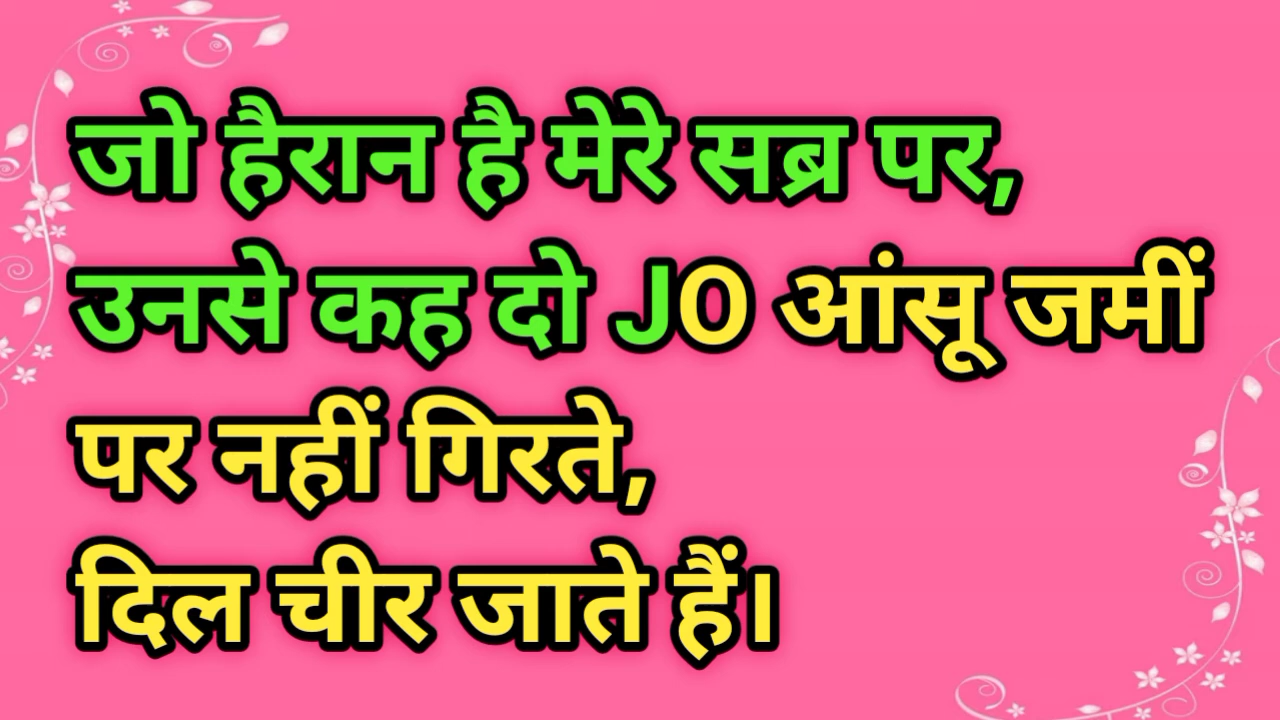 जो हैरान है मेरे सब्र पर,
उनसे कह दो JO आंसू जमीं
पर नहीं गिरते,
दिल चीर जाते हैं।